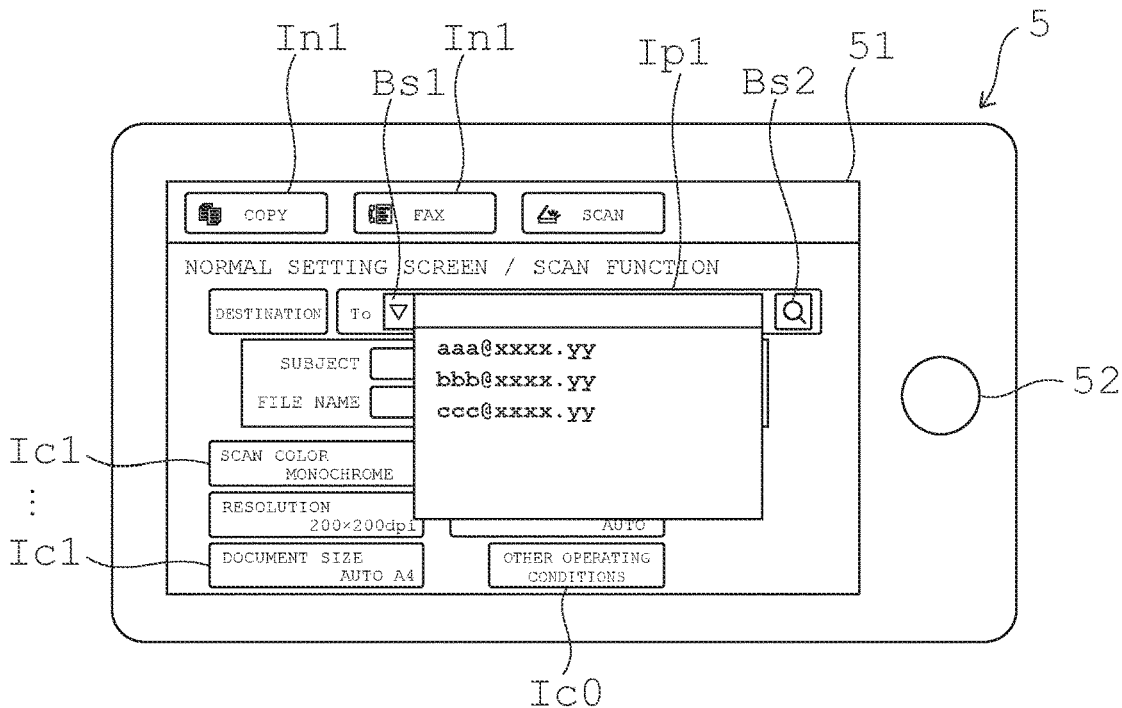 In1 In1 Ip1 51 5
Bs1 Bs2
COPY FAX SCAN
NORMAL SETTING SCREEN / SCAN FUNCTION
DESTINATION To
aaa@xxxx.yy
SUBJECT
bbb@xxxx.yy
FILE NAME
ccc@xxxx.yy
52
Ic1
SCAN COLOR
MONOCHROME
RESOLUTION
200×200dpi
AUTO
Ic1
DOCUMENT SIZE
AUTO A4
OTHER OPERATING
CONDITIONS
Ic0